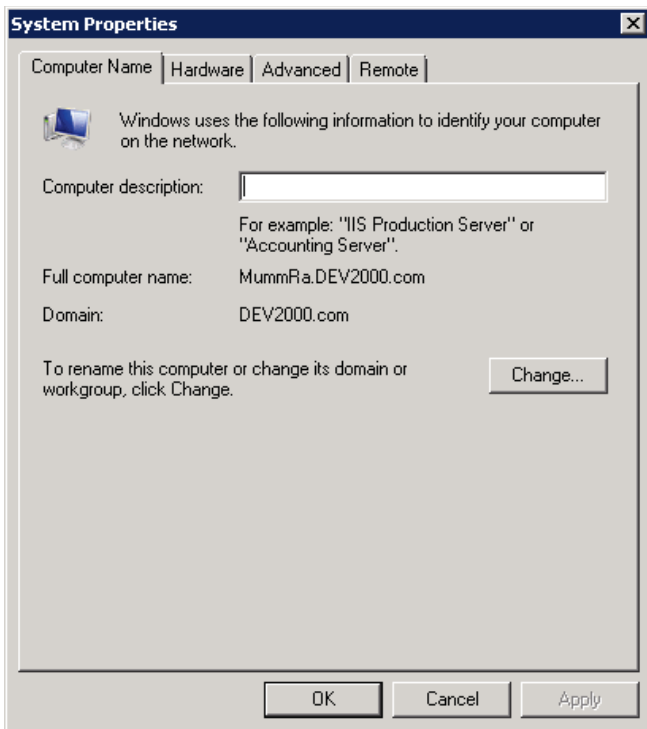 System Properties
Computer Name
Hardware
Advanced
Remote
Windows uses the following information to identify your computer
on the network.
Computer description:
For example: "IIS Production Server" or
"Accounting Server".
Full computer name: MummRa.DEV2000.com
Domain: DEV2000.com
To rename this computer or change its domain or
workgroup, click Change.
Change...
OK
Cancel
Apply